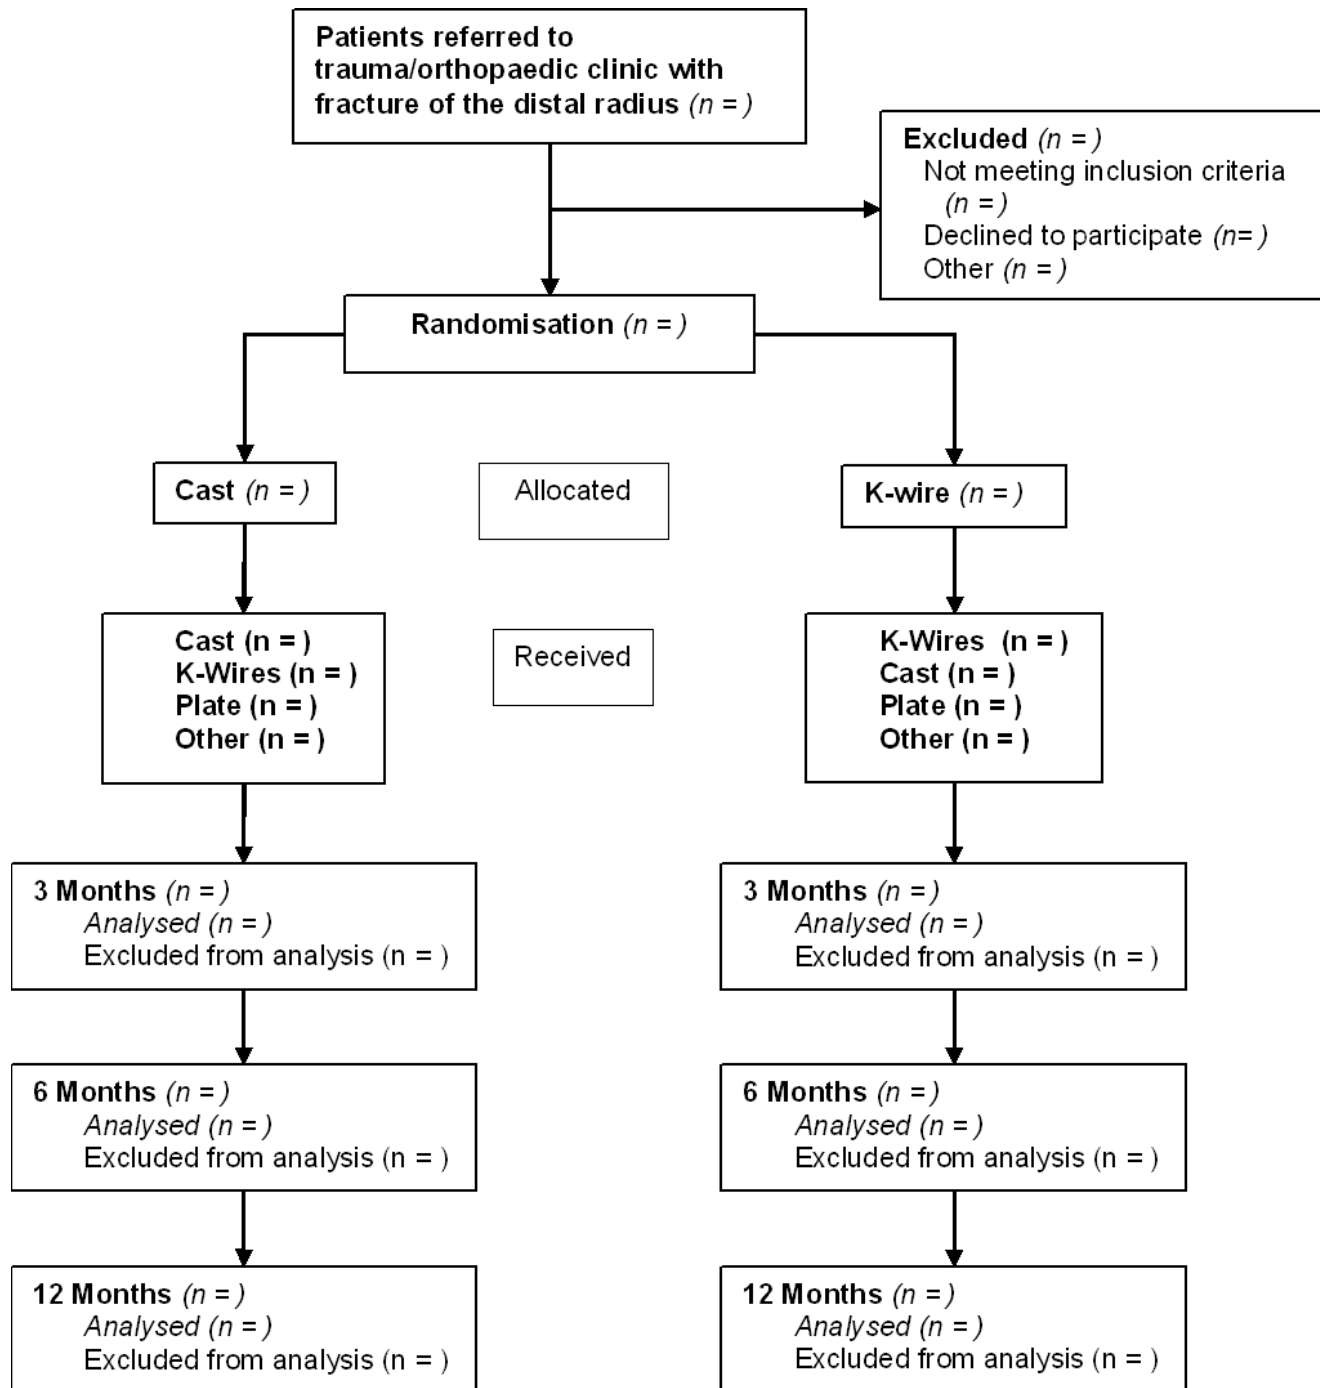 Patients referred to
trauma/orthopaedic clinic with
fracture of the distal radius (n = )
Excluded (n = )
Not meeting inclusion criteria
(n = )
Declined to participate (n= )
Other (n = )
Randomisation (n = )
Cast (n = )
Allocated
K-wire (n = )
Cast (n = )
K-Wires (n = )
Plate (n = )
Other (n = )
Received
K-Wires (n = )
Cast (n = )
Plate (n = )
Other (n = )
3 Months (n = )
Analysed (n = )
Excluded from analysis (n = )
3 Months (n = )
Analysed (n = )
Excluded from analysis (n = )
6 Months (n = )
Analysed (n = )
Excluded from analysis (n = )
6 Months (n = )
Analysed (n = )
Excluded from analysis (n = )
12 Months (n = )
Analysed (n = )
Excluded from analysis (n = )
12 Months (n = )
Analysed (n = )
Excluded from analysis (n = )